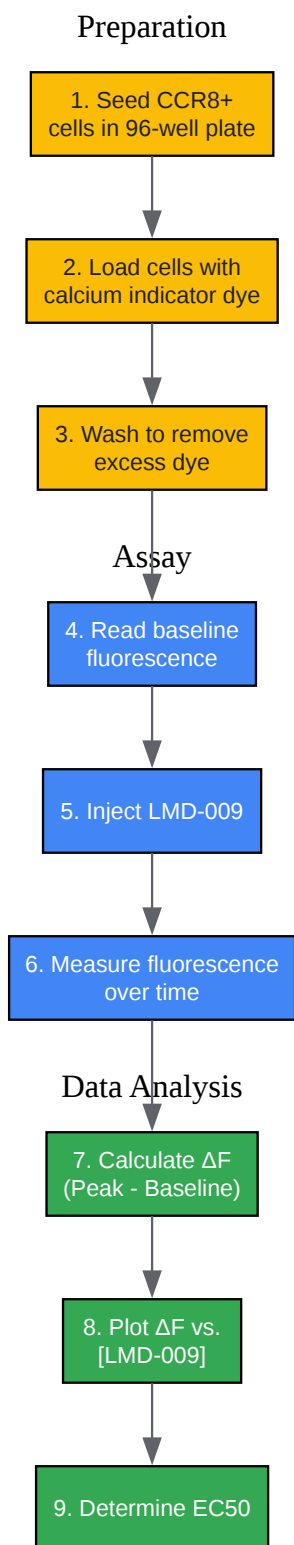 Preparation
1. Seed CCR8+
cells in 96-well plate
2. Load cells with
calcium indicator dye
3. Wash to remove
excess dye
Assay
4. Read baseline
fluorescence
5. Inject LMD-009
6. Measure fluorescence
over time
Data Analysis
7. Calculate ΔF
(Peak - Baseline)
8. Plot ΔF vs.
[LMD-009]
9. Determine EC50